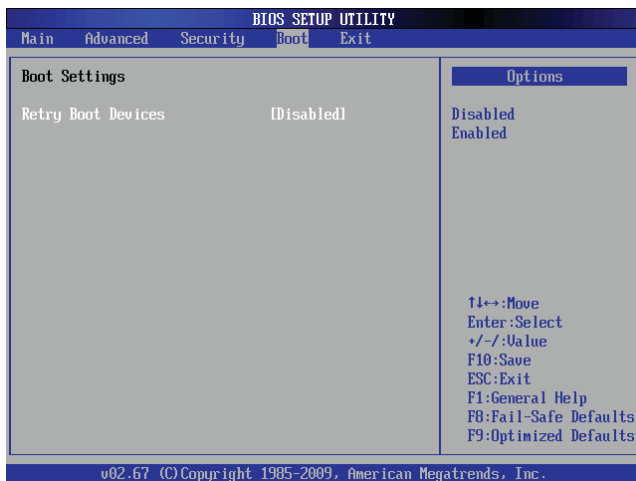 BIOS SETUP UTILITY
Main Advanced Security Boot Exit
Boot Settings
Retry Boot Devices [Disabled]
Options
Disabled
Enabled
↑↓↔:Move
Enter:Select
+/-/:Value
F10:Save
ESC:Exit
F1:General Help
F8:Fail-Safe Defaults
F9:Optimized Defaults
v02.67 (C)Copyright 1985-2009, American Megatrends, Inc.